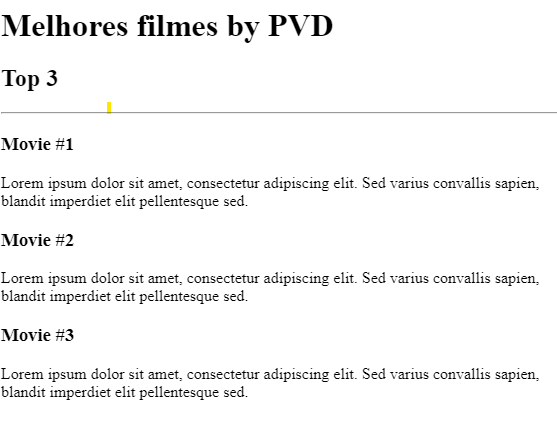 Melhores filmes by PVD
Top 3
Movie #1
Lorem ipsum dolor sit amet, consectetur adipiscing elit. Sed varius convallis sapien,
blandit imperdiet elit pellentesque sed.
Movie #2
Lorem ipsum dolor sit amet, consectetur adipiscing elit. Sed varius convallis sapien,
blandit imperdiet elit pellentesque sed.
Movie #3
Lorem ipsum dolor sit amet, consectetur adipiscing elit. Sed varius convallis sapien,
blandit imperdiet elit pellentesque sed.